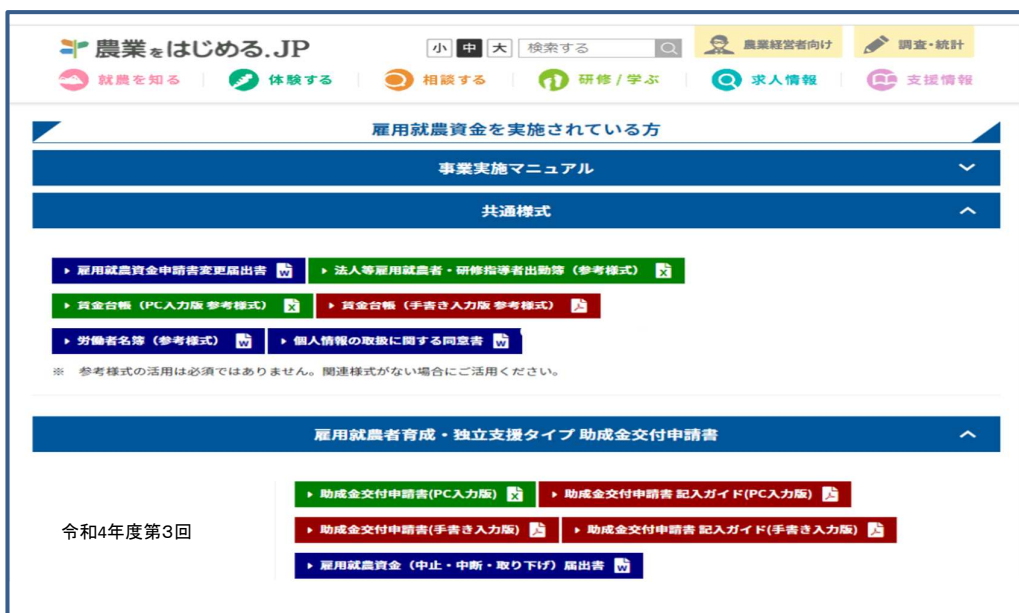 農業をはじめる.JP 小 中 大 検索する 農業経営者向け 調査・統計
就農を知る 体験する 相談する 研修/学ぶ 求人情報 支援情報
雇用就農資金を実施されている方
事業実施マニュアル
共通様式
雇用就農資金申請書変更届出書 法人等雇用就農者・研修指導者出勤簿（参考様式）
賃金台帳（PC入力版 参考様式） 賃金台帳（手書き入力版 参考様式）
労働者名簿（参考様式） 個人情報の取扱に関する同意書
※ 参考様式の活用は必須ではありません。関連様式がない場合にご活用ください。
雇用就農者育成・独立支援タイプ 助成金交付申請書
助成金交付申請書(PC入力版) 助成金交付申請書 記入ガイド(PC入力版)
令和4年度第3回 助成金交付申請書(手書き入力版) 助成金交付申請書 記入ガイド(手書き入力版)
雇用就農資金（中止・中断・取り下げ）届出書